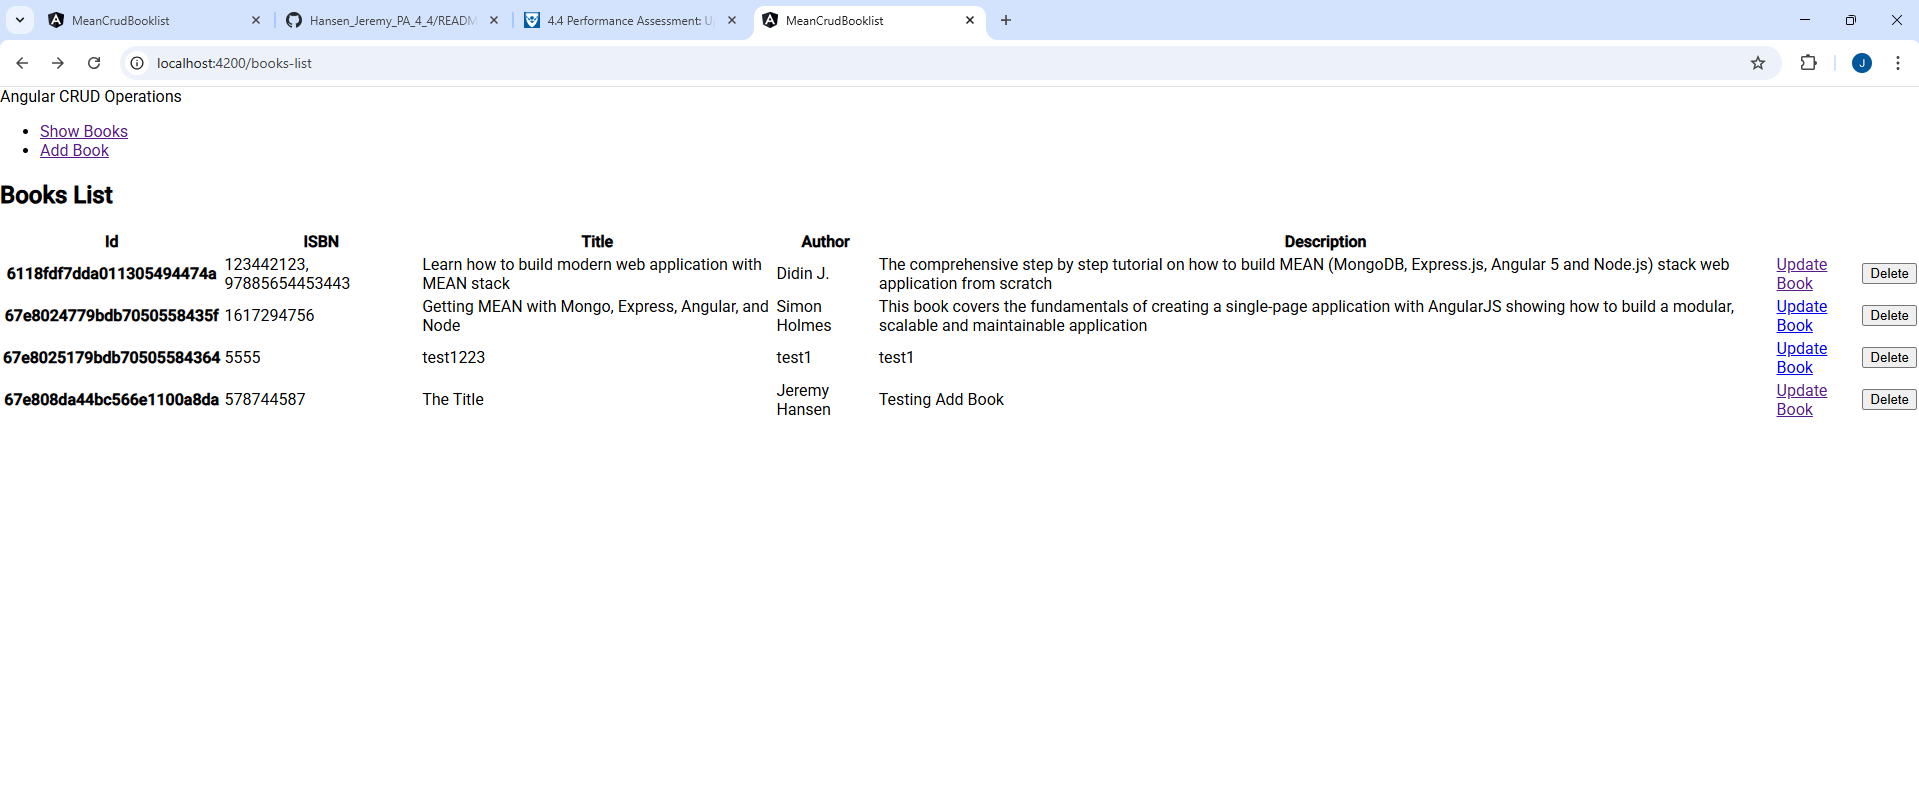 MeanCrudBooklist
Hansen_Jeremy_PA_4_4/READM
4.4 Performance Assessment: U
MeanCrudBooklist
localhost:4200/books-list
J
Angular CRUD Operations
Show Books
Add Book
Books List
Id ISBN Title Author Description
6118fdf7dda011305494474a
123442123,
97885654453443
Learn how to build modern web application with
MEAN stack
Didin J.
The comprehensive step by step tutorial on how to build MEAN (MongoDB, Express.js, Angular 5 and Node.js) stack web
application from scratch
Update
Book
Delete
67e8024779bdb7050558435f
1617294756
Getting MEAN with Mongo, Express, Angular, and
Node
Simon
Holmes
This book covers the fundamentals of creating a single-page application with AngularJS showing how to build a modular,
scalable and maintainable application
Update
Book
Delete
67e8025179bdb70505584364
5555
test1223
test1
test1
Update
Book
Delete
67e808da44bc566e1100a8da
578744587
The Title
Jeremy
Hansen
Testing Add Book
Update
Book
Delete